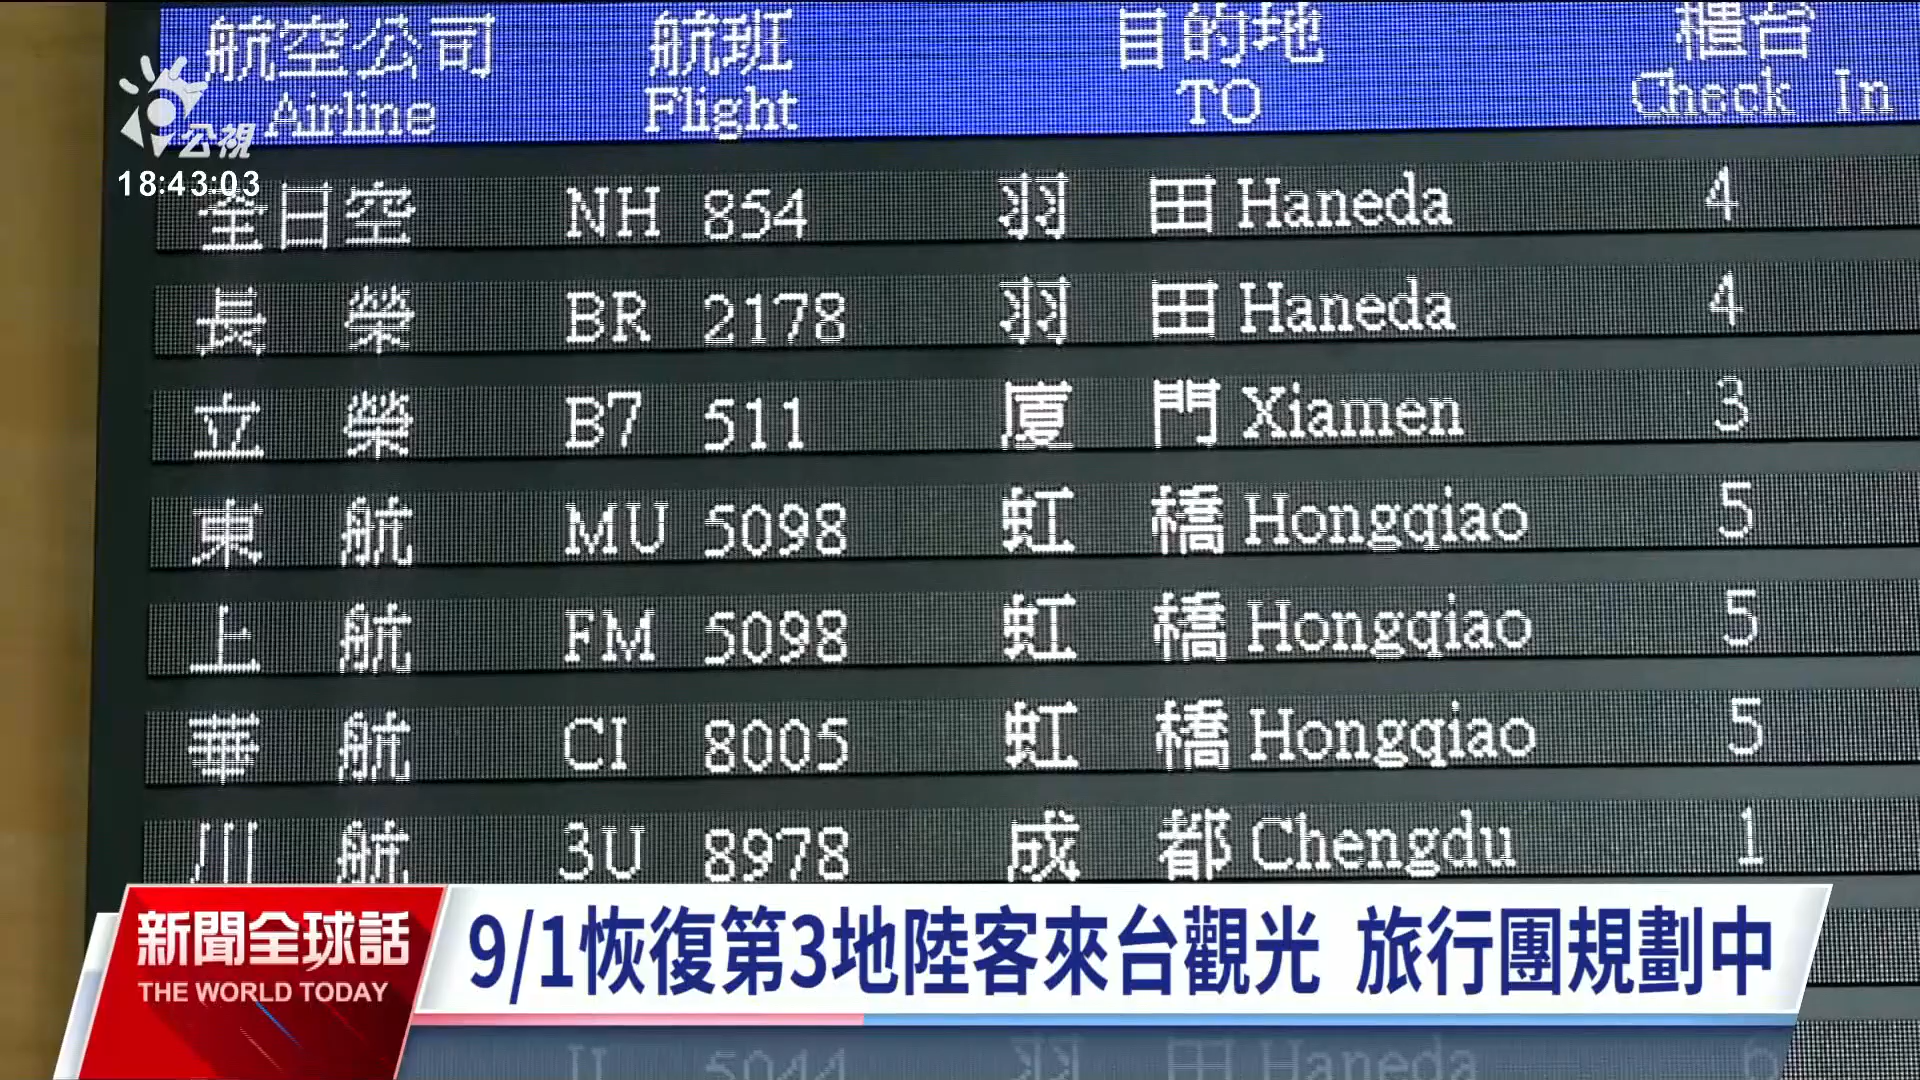 航空公司 航班 目的地 櫃台
Airline Flight TO Check In
公視
18:43:03
全日空 NH 854 羽 田 Haneda 4
長 榮 BR 2178 羽 田 Haneda 4
立 榮 B7 511 廈 門 Xiamen 3
東 航 MU 5098 虹 橋 Hongqiao 5
上 航 FM 5098 虹 橋 Hongqiao 5
華 航 CI 8005 虹 橋 Hongqiao 5
川 航 3U 8978 成 都 Chengdu 1
新聞全球話
THE WORLD TODAY
9/1恢復第3地陸客來台觀光 旅行團規劃中
5044 羽 田 Haneda 6